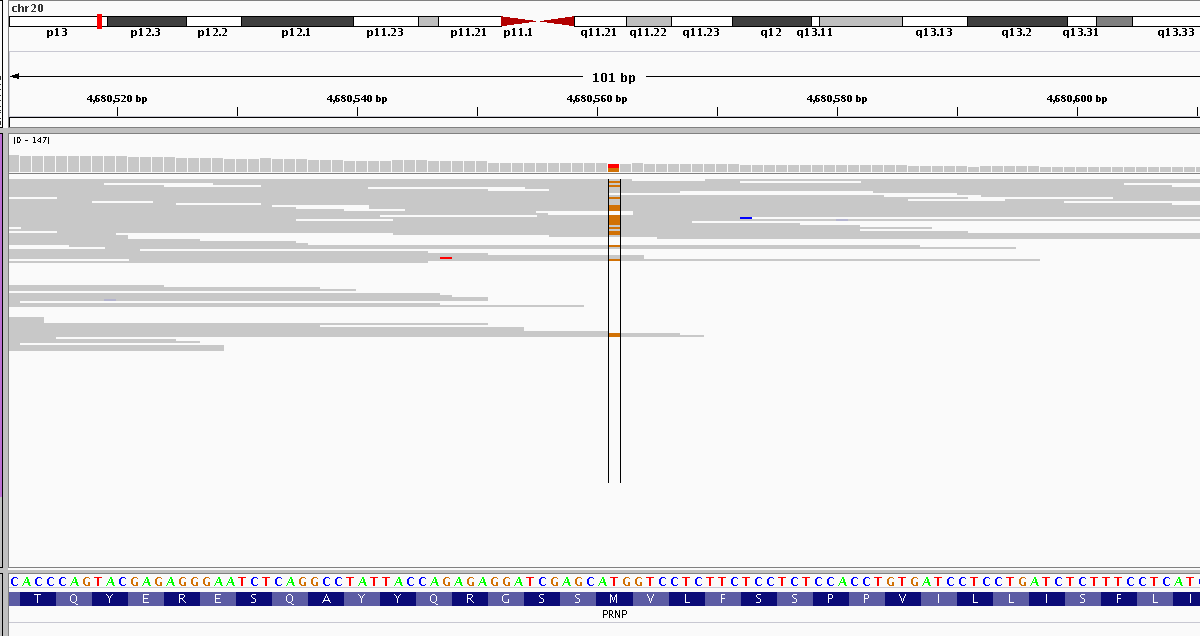 chr20
p13 p12.3 p12.2 p12.1 p11.23 p11.21 p11.1 q11.21 q11.22 q11.23 q12 q13.11 q13.13 q13.2 q13.31 q13.33
101 bp
4,680,520 bp 4,680,540 bp 4,680,560 bp 4,680,580 bp 4,680,600 bp
[0 - 147]
CACCCAGTACGAGAGGGAATCTCAGGCCTATTACCAGAGAGGATCGAGCATGGTCCTCTTCTCCTCTCCACCTGTGATCCTCCTGATCTCTTTCCTCAT
T Q Y E R E S Q A Y Y Q R G S S M V L F S S P P V I L L I S F L I
PRNP